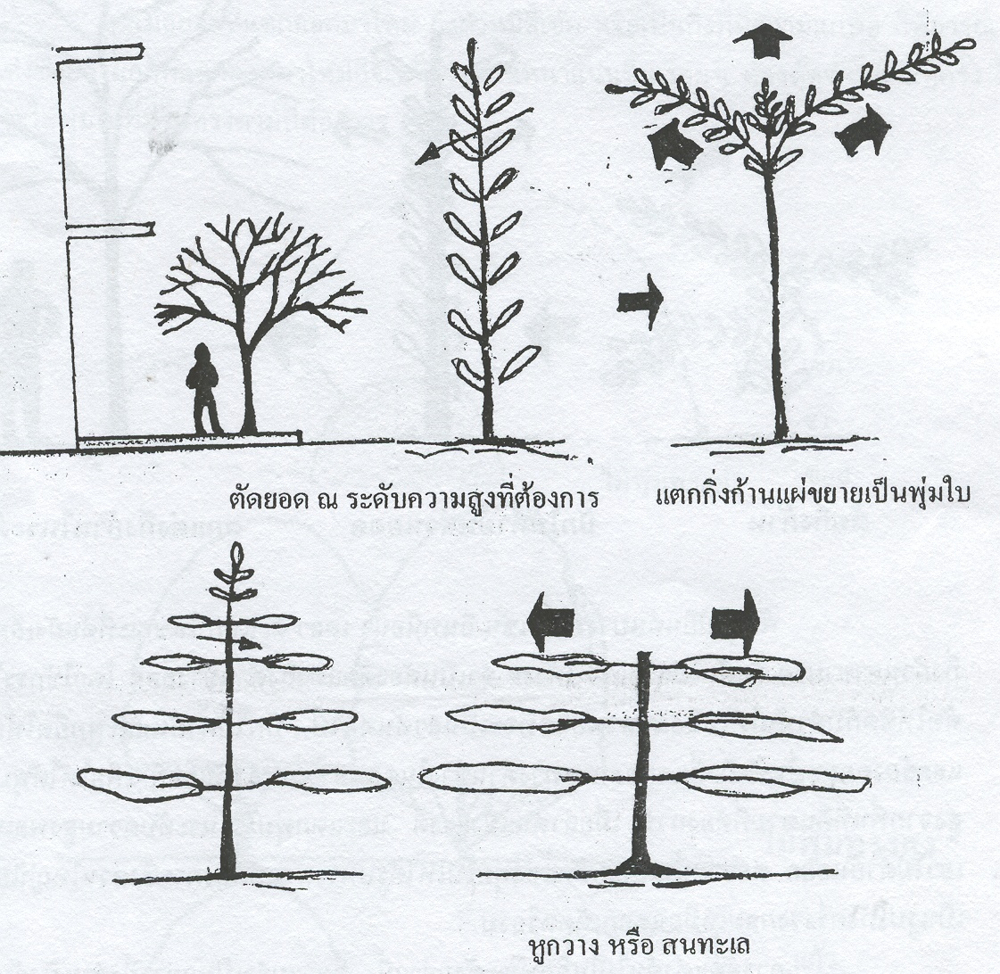 ตัดยอด ณ ระดับความสูงที่ต้องการ
แตกกิ่งก้านแผ่ขยายเป็นพุ่มใบ
หูกวาง หรือ สนทะเล